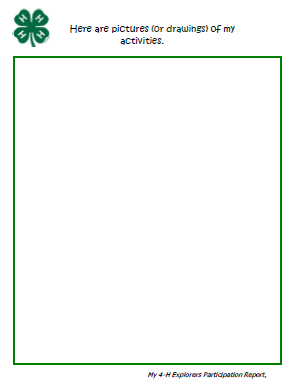 H H
H H
Here are pictures (or drawings) of my
activities.
My 4-H Explorers Participation Report,